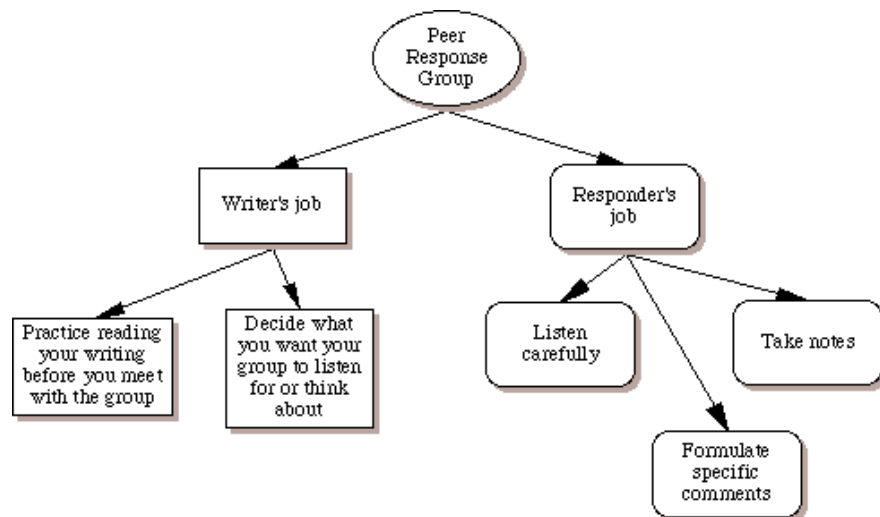 Peer
Response
Group
Writer's job
Responder's
job
Practice reading
your writing
before you meet
with the group
Decide what
you want your
group to listen
for or think
about
Listen
carefully
Take notes
Formulate
specific
comments